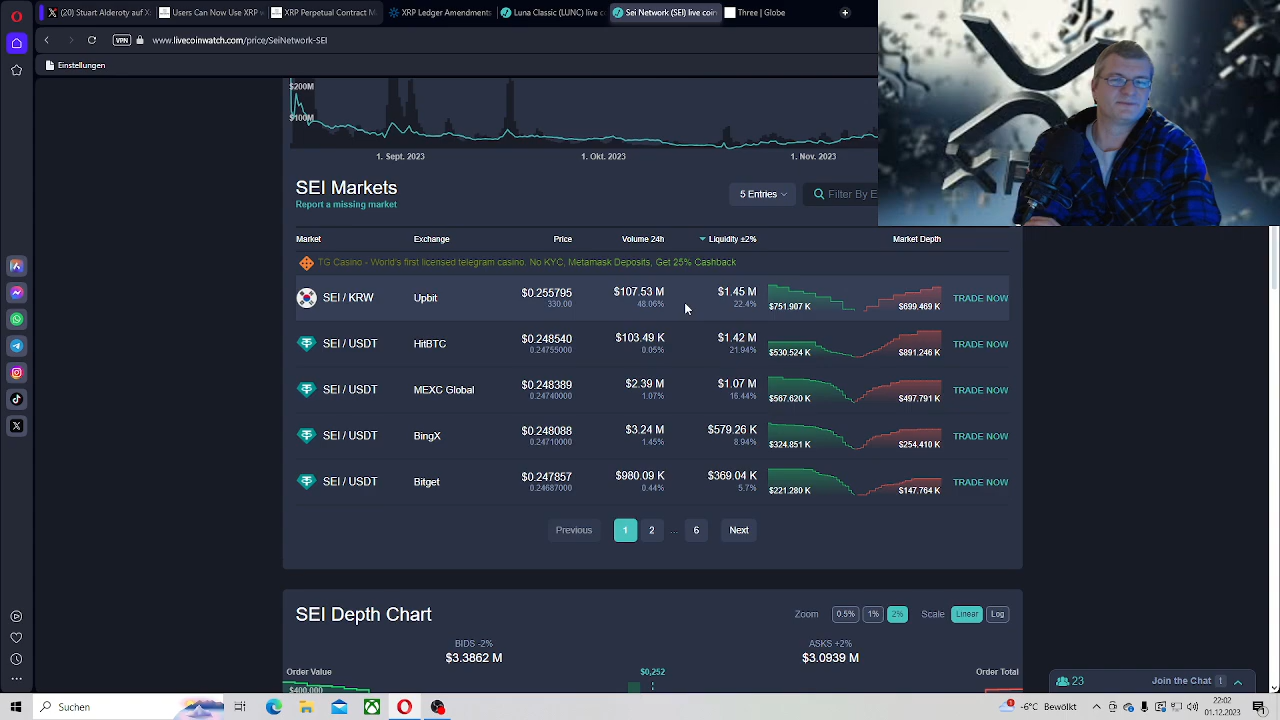 (20) Stuart Alderoty auf X:
Users Can Now Use XRP
XRP Perpetual Contract M
XRP Ledger Amendments
Luna Classic (LUNC) live c
Sei Network (SEI) live coin
Three | Globe
VPN
www.livecoinwatch.com/price/SeiNetwork-SEI
Einstellungen
$200M
$100M
1. Sept. 2023
1. Okt. 2023
1. Nov. 2023
SEI Markets
5 Entries
Filter By E
Report a missing market
Market Exchange Price Volume 24h Liquidity ±2% Market Depth
TG Casino - World's first licensed telegram casino. No KYC, Metamask Deposits, Get 25% Cashback
SEI / KRW Upbit $0.255795 $107.53 M $1.45 M TRADE NOW
330.00 48.06% 22.4% $751.907 K $699.469 K
SEI / USDT HitBTC $0.248540 $103.49 K $1.42 M TRADE NOW
0.24755000 0.05% 21.94% $530.524 K $891.246 K
SEI / USDT MEXC Global $0.248389 $2.39 M $1.07 M TRADE NOW
0.24740000 1.07% 16.44% $567.620 K $497.791 K
SEI / USDT BingX $0.248088 $3.24 M $579.26 K TRADE NOW
0.24710000 1.45% 8.94% $324.851 K $254.410 K
SEI / USDT Bitget $0.247857 $980.09 K $369.04 K TRADE NOW
0.24687000 0.44% 5.7% $221.280 K $147.764 K
Previous 1 2 ... 6 Next
SEI Depth Chart
Zoom 0.5% 1% 2% Scale Linear Log
BIDS -2%
ASKS +2%
$3.3862 M
$3.0939 M
Order Value $0,252 Order Total
$400.000
23 Join the Chat 1
Suchen
-6°C Bewölkt
22:02
01.12.2023